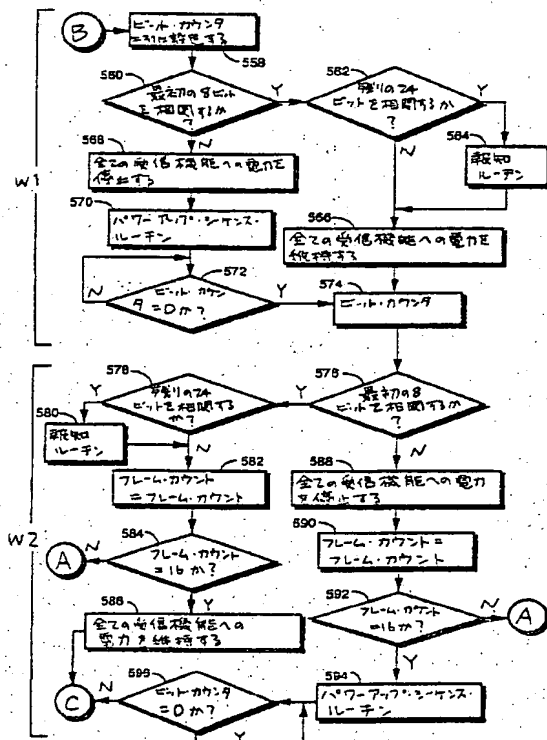 B
ビット・カウンタ
=31に設定する
558
560
最初の8ビット
を相関するか
?
Y
N
562
残りの24
ビットを相関するか
?
Y
N
564
報知
ルーチン
W1
568
全ての受信機能への電力を
停止する
570
パワーアップ・シーケンス・
ルーチン
566
全ての受信機能への電力を
維持する
572
ビット・カウン
タ=0か?
N
Y
574
ビット・カウンタ
578
残りの24
ビットを相関する
か?
Y
N
576
最初の8
ビットを相関するか
?
Y
N
580
報知
ルーチン
582
フレーム・カウント
=フレーム・カウント
588
全ての受信機能への電力
を停止する
W2
584
フレーム・カウント
=16か?
N
A
Y
590
フレーム・カウント=
フレーム・カウント
592
フレーム・カウント
=16か?
N
A
Y
586
全ての受信機能への
電力を維持する
594
パワーアップ・シーケンス・
ルーチン
C
N
ビットカウンタ
=0か?
Y